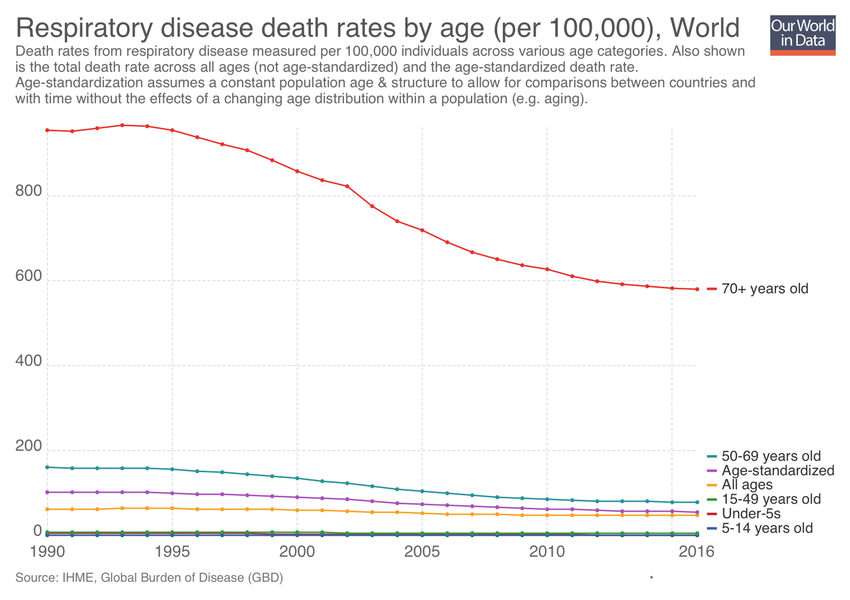 Respiratory disease death rates by age (per 100,000), World
Our World
in Data
Death rates from respiratory disease measured per 100,000 individuals across various age categories. Also shown
is the total death rate across all ages (not age-standardized) and the age-standardized death rate.
Age-standardization assumes a constant population age & structure to allow for comparisons between countries and
with time without the effects of a changing age distribution within a population (e.g. aging).
800
600
400
200
0
70+ years old
50-69 years old
Age-standardized
All ages
15-49 years old
Under-5s
5-14 years old
1990
1995
2000
2005
2010
2016
Source: IHME, Global Burden of Disease (GBD)